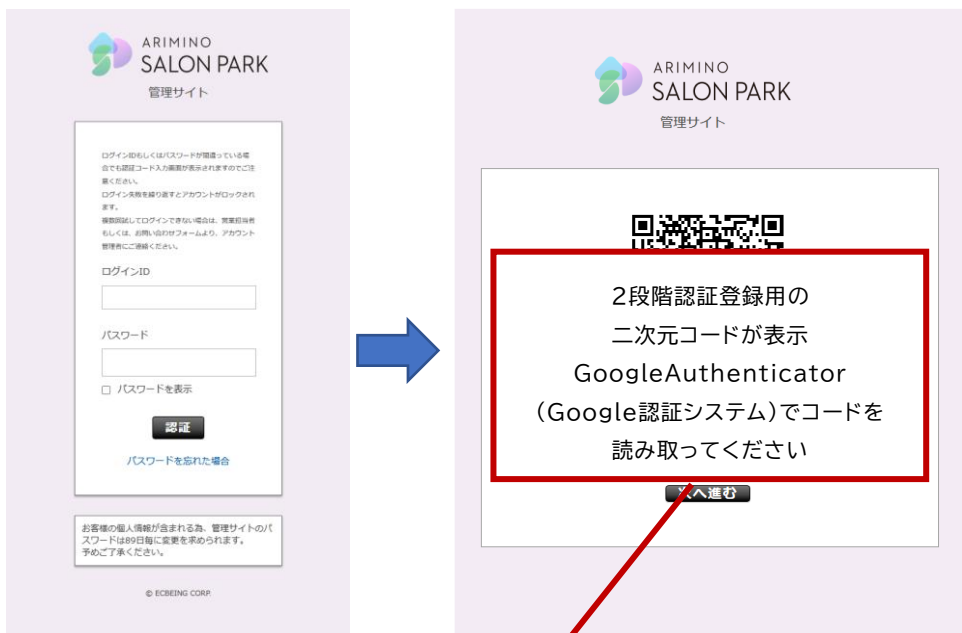 ARIMINO
SALON PARK
管理サイト
ログインIDもしくはパスワードが間違っている場
合でも認証コード入力画面が表示されますのでご注
意ください。
ログイン失敗を繰り返すとアカウントがロックされ
ます。
複数回試してログインできない場合は、営業担当者
もしくは、お問い合わせフォームより、アカウント
管理者にご連絡ください。
ログインID
パスワード
パスワードを表示
認証
パスワードを忘れた場合
お客様の個人情報が含まれる為、管理サイトのパ
スワードは89日毎に変更を求められます。
予めご了承ください。
© ECBEING CORP.
ARIMINO
SALON PARK
管理サイト
2段階認証登録用の
二次元コードが表示
GoogleAuthenticator
(Google認証システム)でコードを
読み取ってください
次へ進む